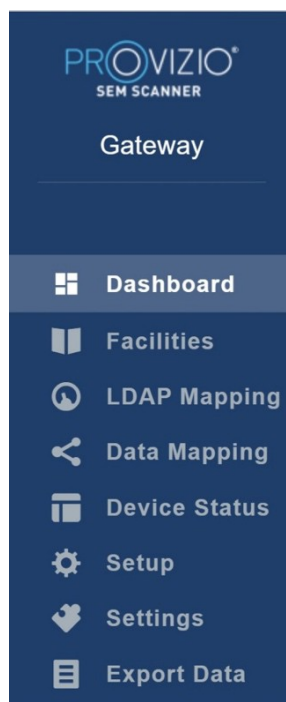 PROVIZIO®
SEM SCANNER
Gateway
Dashboard
Facilities
LDAP Mapping
Data Mapping
Device Status
Setup
Settings
Export Data